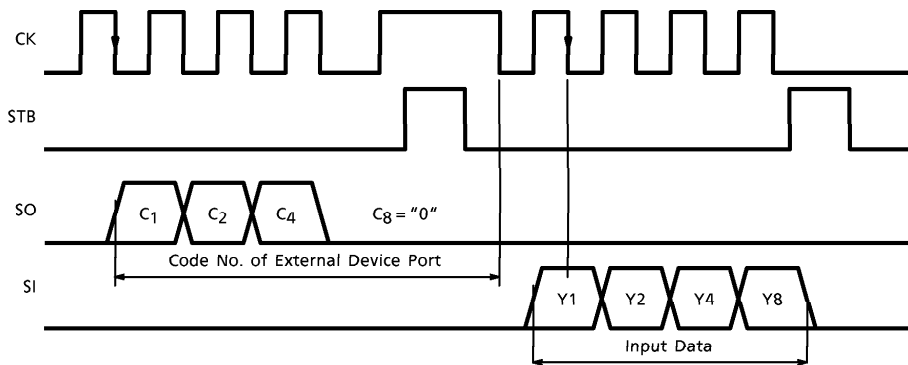 CK
STB
SO
C1 C2 C4 C8 = "0"
Code No. of External Device Port
SI
Y1 Y2 Y4 Y8
Input Data